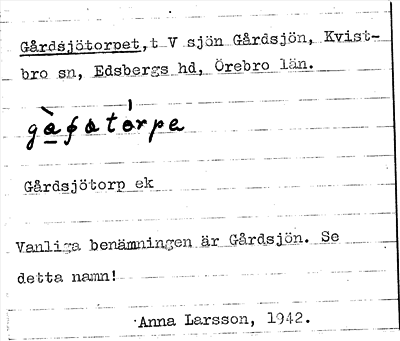 Gårdsjötorpet,t V sjön Gårdsjön, Kvist-
bro sn, Edsbergs hd, Örebro län.
Gårdsjötorp ek
Vanliga benämningen är Gårdsjön. Se
detta namn!
Anna Larsson, 1942.